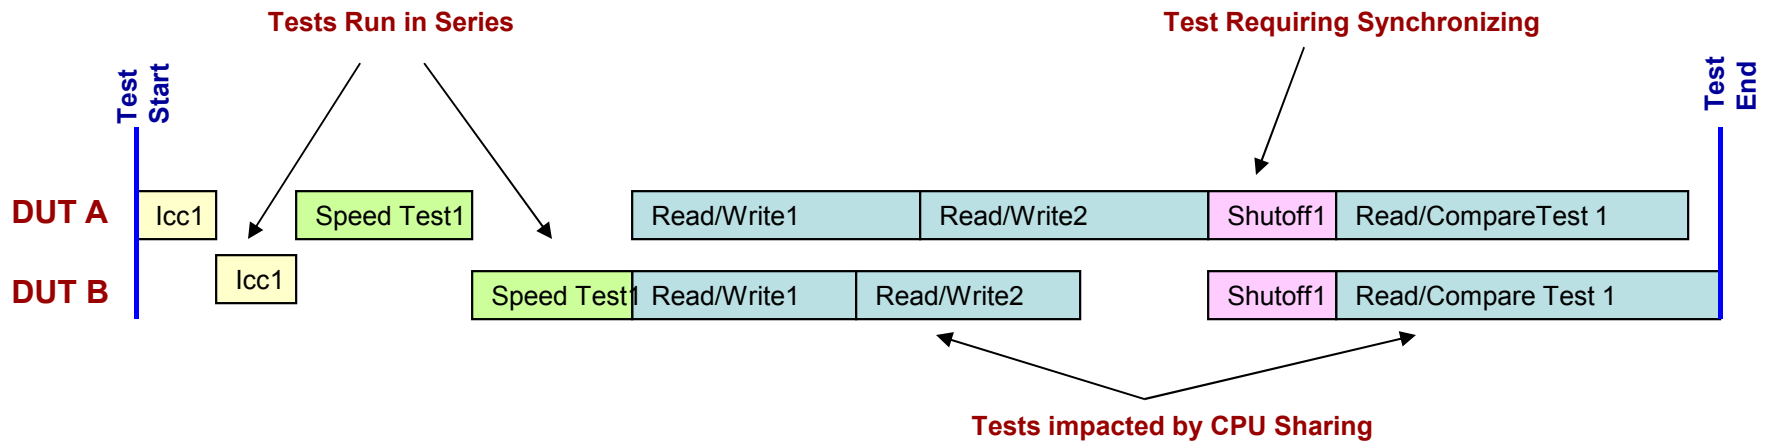 Tests Run in Series
Test Requiring Synchronizing
Test
Start
Test
End
DUT A
Icc1
Speed Test1
Read/Write1
Read/Write2
Shutoff1
Read/CompareTest 1
Icc1
DUT B
Speed Test1
Read/Write1
Read/Write2
Shutoff1
Read/Compare Test 1
Tests impacted by CPU Sharing